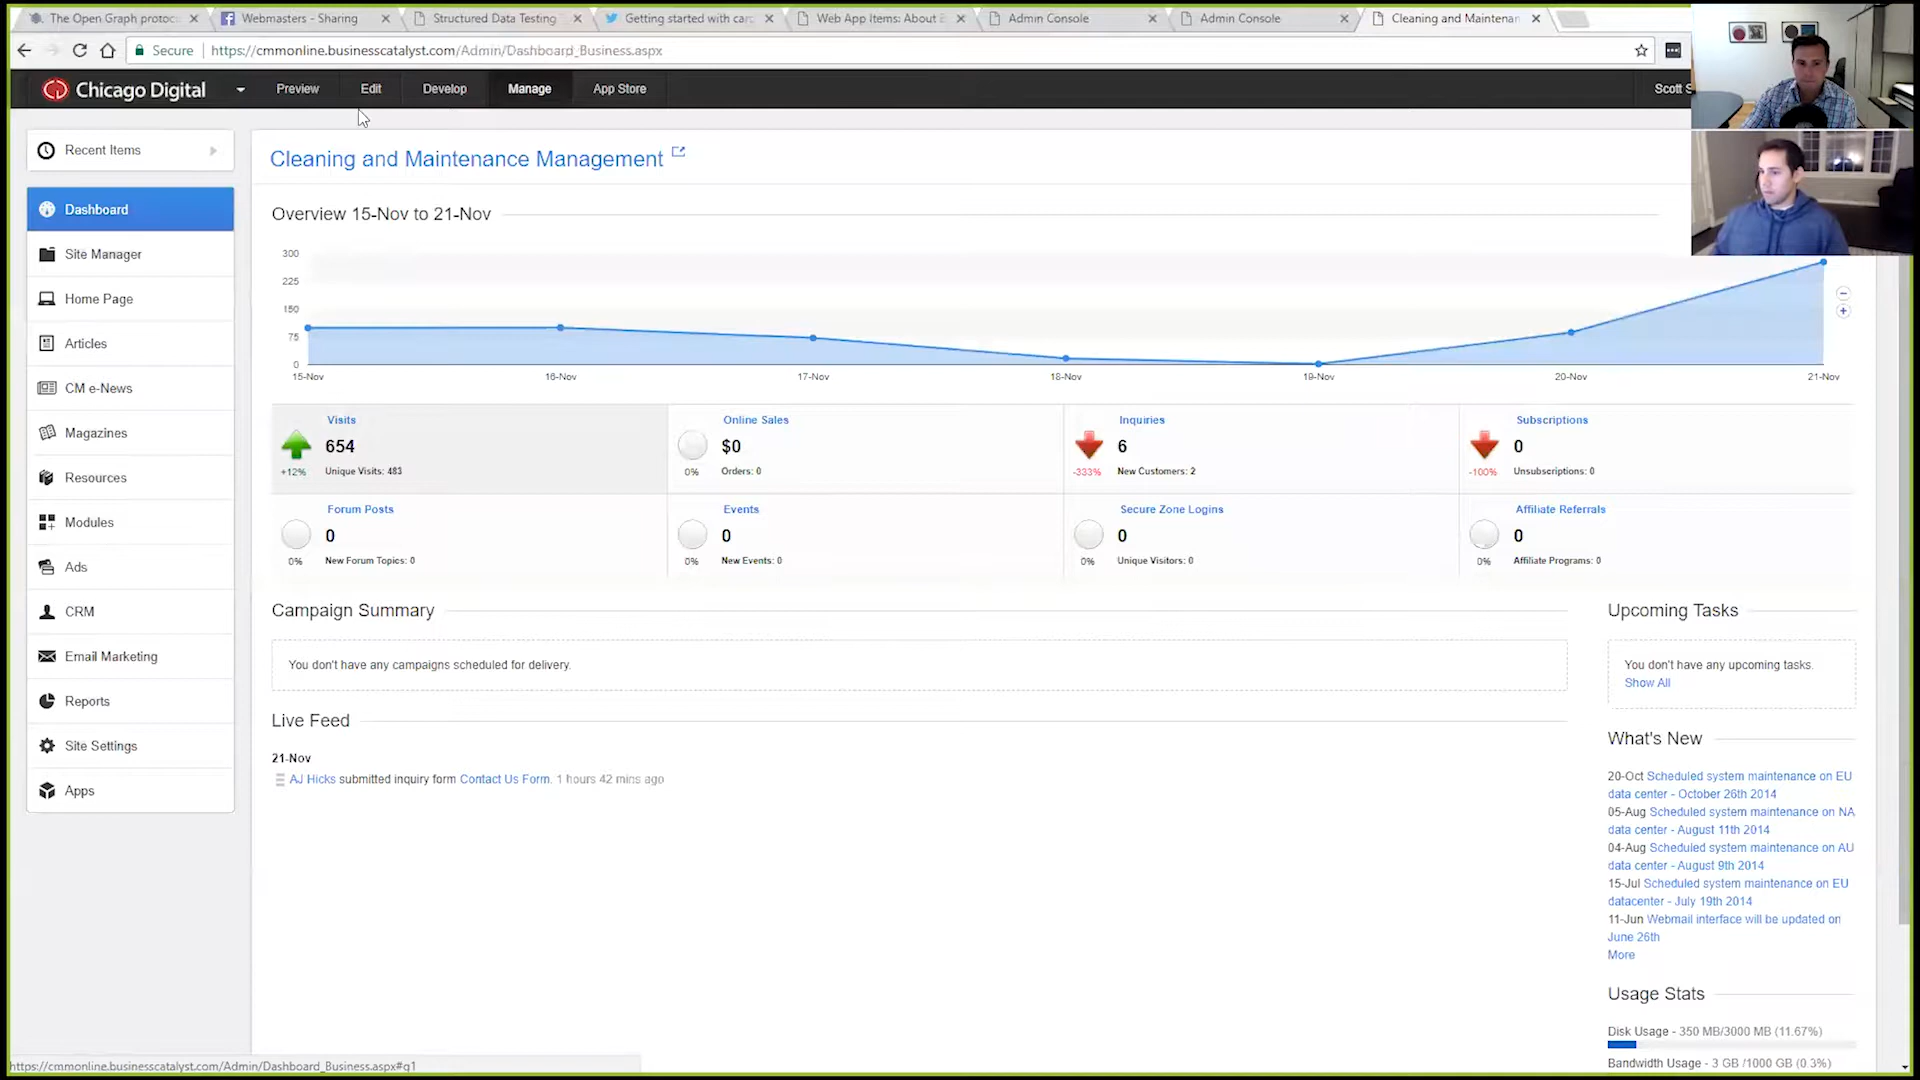 The Open Graph protoc
Webmasters - Sharing
Structured Data Testing
Getting started with car
Web App Items: About E
Admin Console
Admin Console
Cleaning and Maintenan
Secure
https://cmmonline.businesscatalyst.com/Admin/Dashboard_Business.aspx
Chicago Digital
Preview
Edit
Develop
Manage
App Store
Scott S
Recent Items
Dashboard
Site Manager
Home Page
Articles
CM e-News
Magazines
Resources
Modules
Ads
CRM
Email Marketing
Reports
Site Settings
Apps
Cleaning and Maintenance Management
Overview 15-Nov to 21-Nov
300
225
150
75
0
15-Nov
16-Nov
17-Nov
18-Nov
19-Nov
20-Nov
21-Nov
Visits
654
+12%
Unique Visits: 483
Online Sales
$0
0%
Orders: 0
Inquiries
6
-333%
New Customers: 2
Subscriptions
0
-100%
Unsubscriptions: 0
Forum Posts
0
0%
New Forum Topics: 0
Events
0
0%
New Events: 0
Secure Zone Logins
0
0%
Unique Visitors: 0
Affiliate Referrals
0
0%
Affiliate Programs: 0
Campaign Summary
You don't have any campaigns scheduled for delivery.
Live Feed
21-Nov
AJ Hicks submitted inquiry form Contact Us Form. 1 hours 42 mins ago
Upcoming Tasks
You don't have any upcoming tasks.
Show All
What's New
20-Oct Scheduled system maintenance on EU
data center - October 26th 2014
05-Aug Scheduled system maintenance on NA
data center - August 11th 2014
04-Aug Scheduled system maintenance on AU
data center - August 9th 2014
15-Jul Scheduled system maintenance on EU
datacenter - July 19th 2014
11-Jun Webmail interface will be updated on
June 26th
More
Usage Stats
Disk Usage - 350 MB/3000 MB (11.67%)
Bandwidth Usage - 3 GB /1000 GB (0.3%)
https://cmmonline.businesscatalyst.com/Admin/Dashboard_Business.aspx#g1